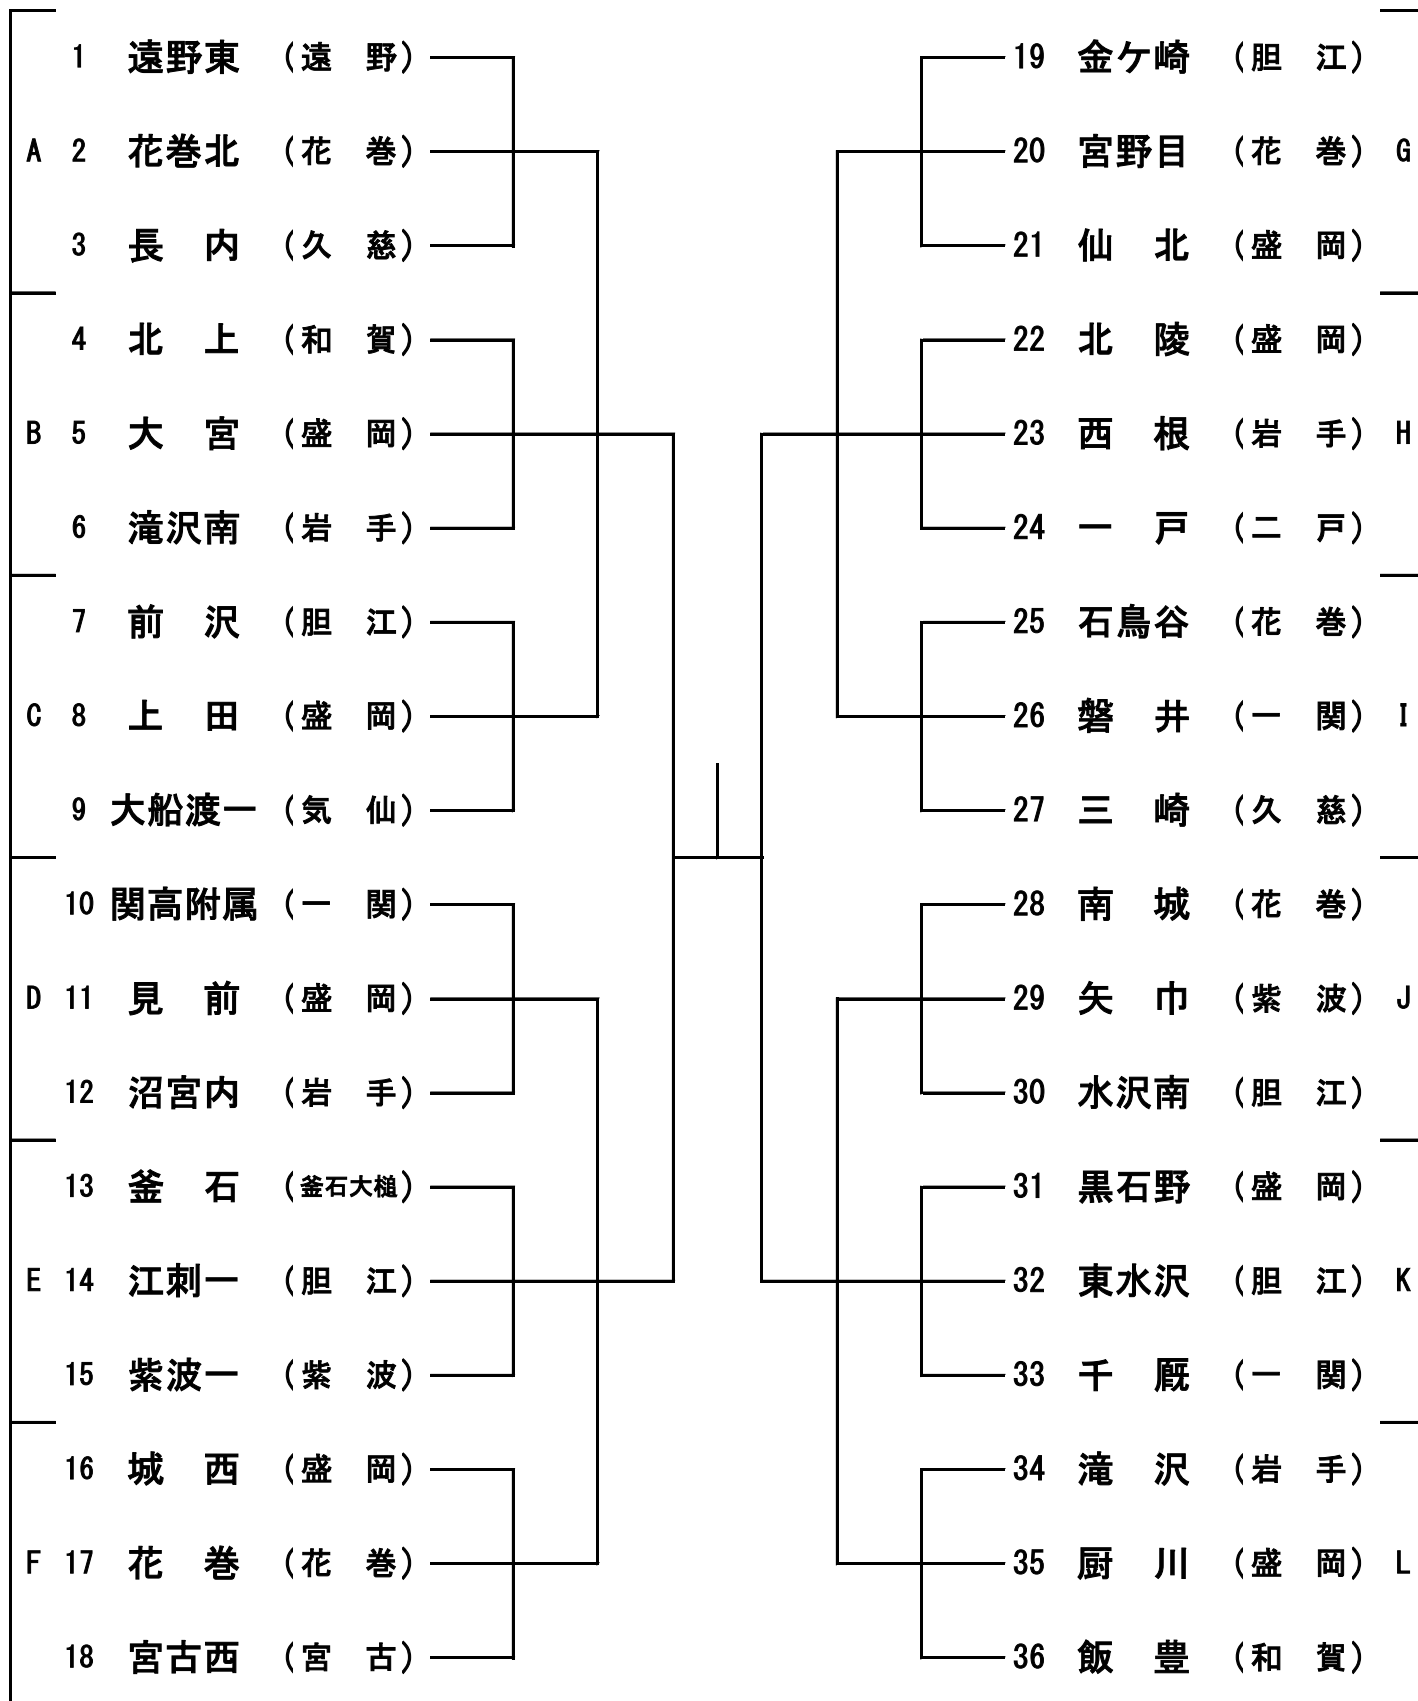 1 遠野東 (遠 野)
A 2 花巻北 (花 巻)
3 長 内 (久 慈)
4 北 上 (和 賀)
B 5 大 宮 (盛 岡)
6 滝沢南 (岩 手)
7 前 沢 (胆 江)
C 8 上 田 (盛 岡)
9 大船渡一 (気 仙)
10 関高附属 (一 関)
D 11 見 前 (盛 岡)
12 沼宮内 (岩 手)
13 釜 石 (釜石大槌)
E 14 江刺一 (胆 江)
15 紫波一 (紫 波)
16 城 西 (盛 岡)
F 17 花 巻 (花 巻)
18 宮古西 (宮 古)
19 金ケ崎 (胆 江)
20 宮野目 (花 巻) G
21 仙 北 (盛 岡)
22 北 陵 (盛 岡)
23 西 根 (岩 手) H
24 一 戸 (二 戸)
25 石鳥谷 (花 巻)
26 磐 井 (一 関) I
27 三 崎 (久 慈)
28 南 城 (花 巻)
29 矢 巾 (紫 波) J
30 水沢南 (胆 江)
31 黒石野 (盛 岡)
32 東水沢 (胆 江) K
33 千 厩 (一 関)
34 滝 沢 (岩 手)
35 厨 川 (盛 岡) L
36 飯 豊 (和 賀)